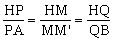 HP/PA = HM/MM' = HQ/QB